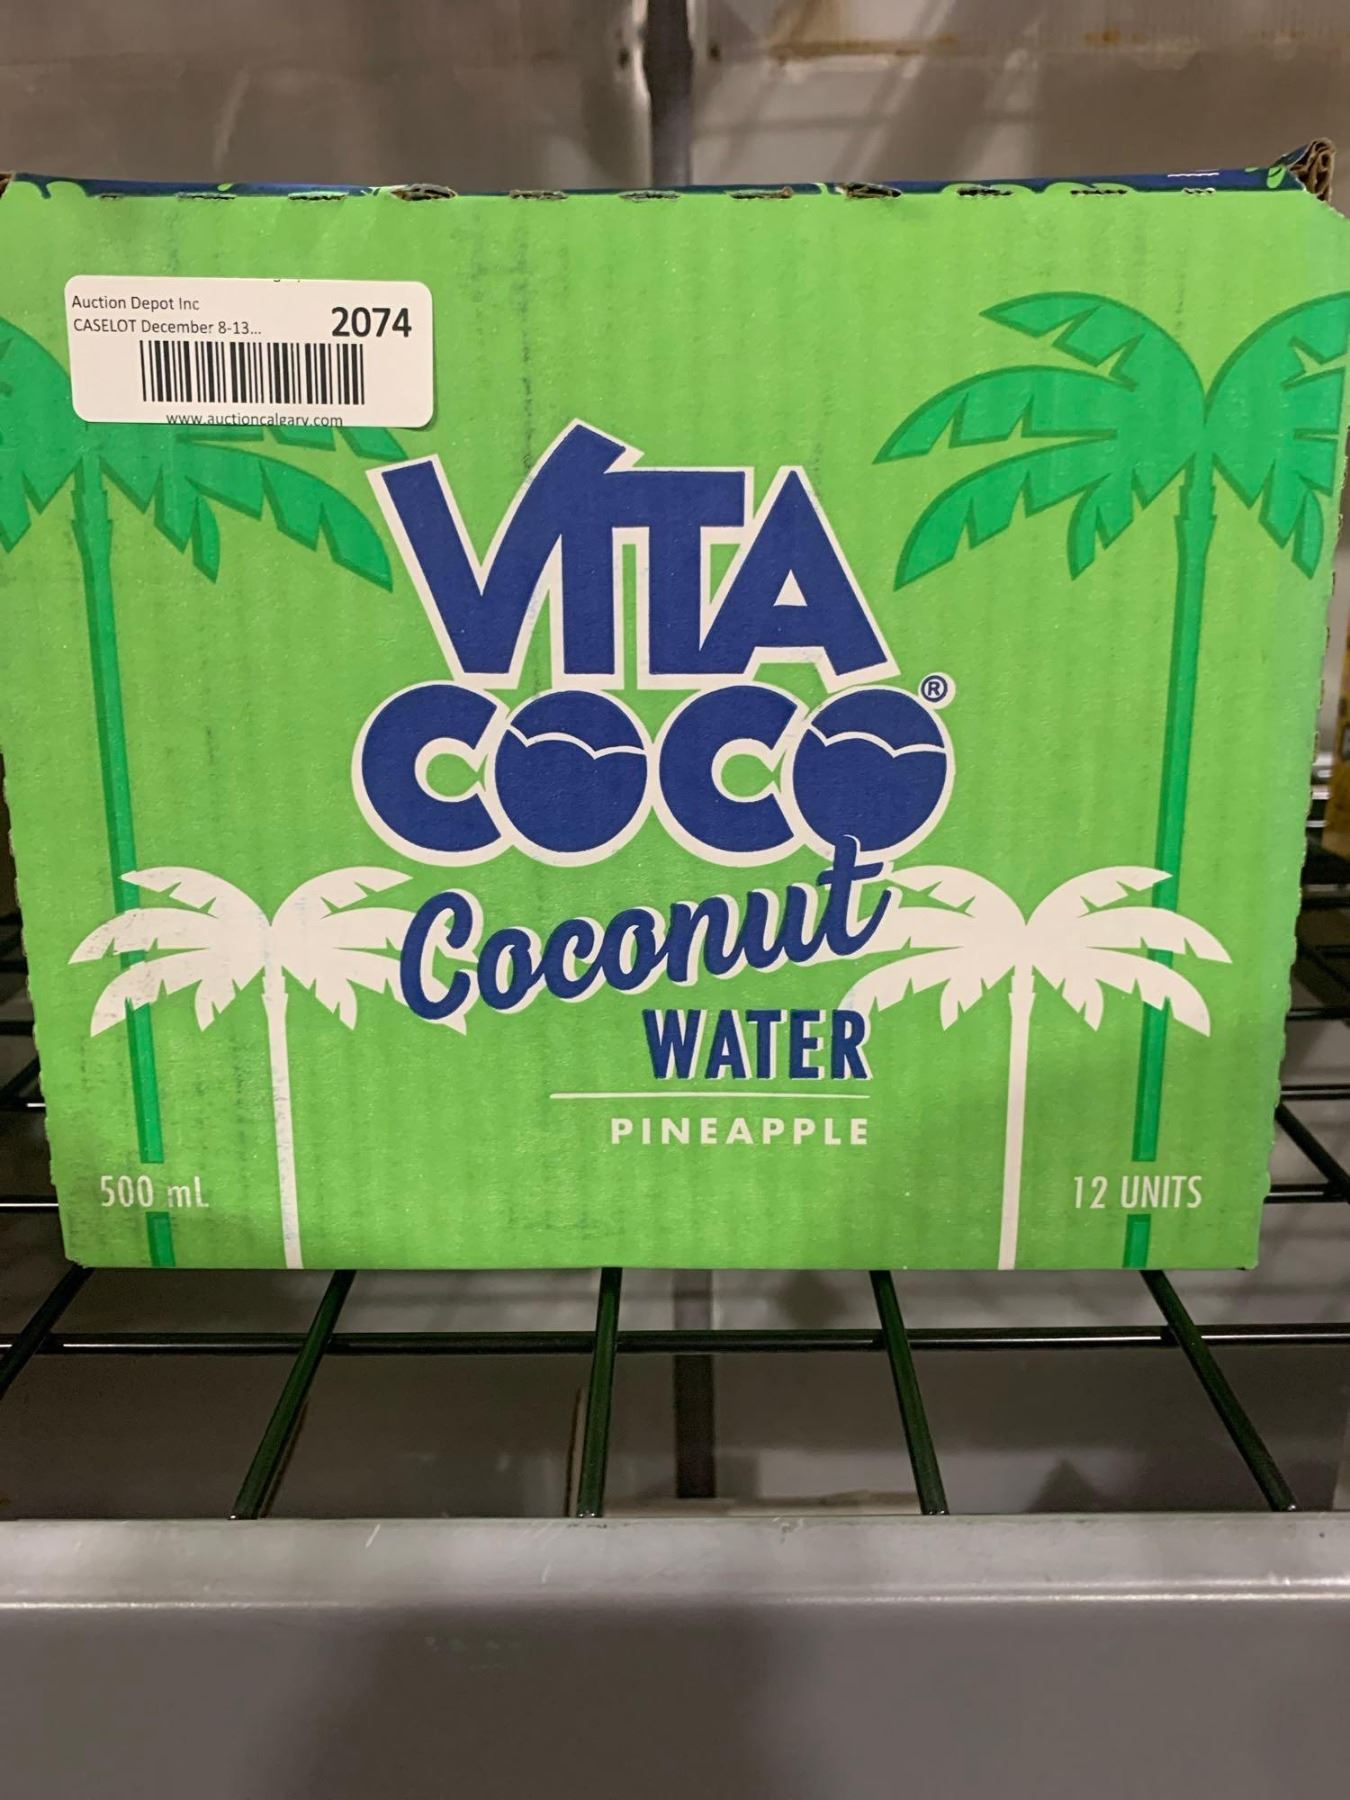 Auction Depot Inc
CASELOT December 8-13... 2074
www.auctioncalgary.com
VITA
COCO®
Coconut
WATER
PINEAPPLE
500 mL
12 UNITS